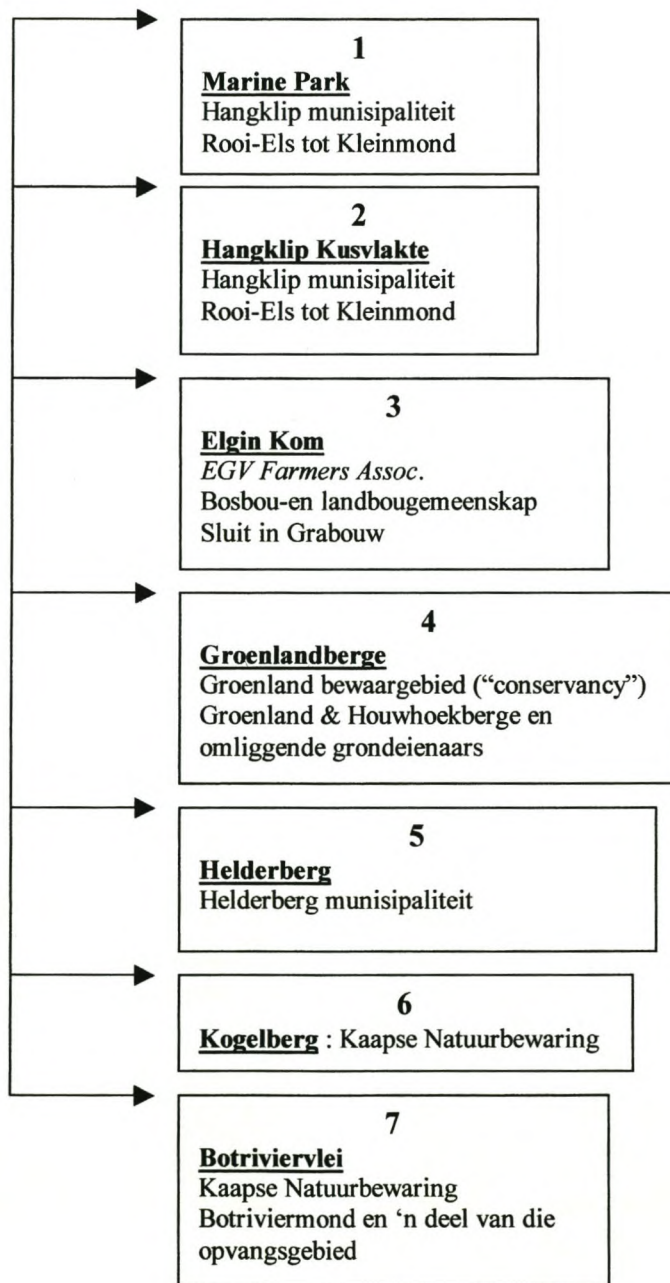 1
Marine Park
Hangklip munisipaliteit
Rooi-Els tot Kleinmond
2
Hangklip Kusvlakte
Hangklip munisipaliteit
Rooi-Els tot Kleinmond
3
Elgin Kom
EGV Farmers Assoc.
Bosbou-en landbougemeenskap
Sluit in Grabouw
4
Groenlandberge
Groenland bewaargebied (“conservancy”)
Groenland & Houwhoekberge en
omliggende grondeienaars
5
Helderberg
Helderberg munisipaliteit
6
Kogelberg : Kaapse Natuurbewaring
7
Botriviervlei
Kaapse Natuurbewaring
Botriviermond en ‘n deel van die
opvangsgebied